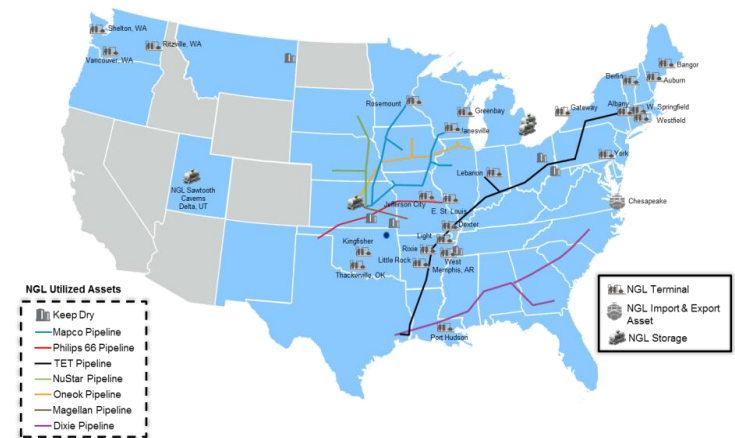 Shelton, WA
Ritzville, WA
Vancouver, WA
Bangor
Berlin
Auburn
Rosemount
Greenbay
Gateway
Albany
W. Springfield
Westfield
Janesville
York
Lebanon
NGL Sawtooth
Caverns
Delta, UT
Jefferson City
E. St. Louis
Chesapeake
Dexter
Light
Kingfisher
Rixie
Little Rock
West
Memphis, AR
Thackerville, OK
Port Hudson
NGL Utilized Assets
Keep Dry
Mapco Pipeline
Philips 66 Pipeline
TET Pipeline
NuStar Pipeline
Oneok Pipeline
Magellan Pipeline
Dixie Pipeline
NGL Terminal
NGL Import & Export
Asset
NGL Storage